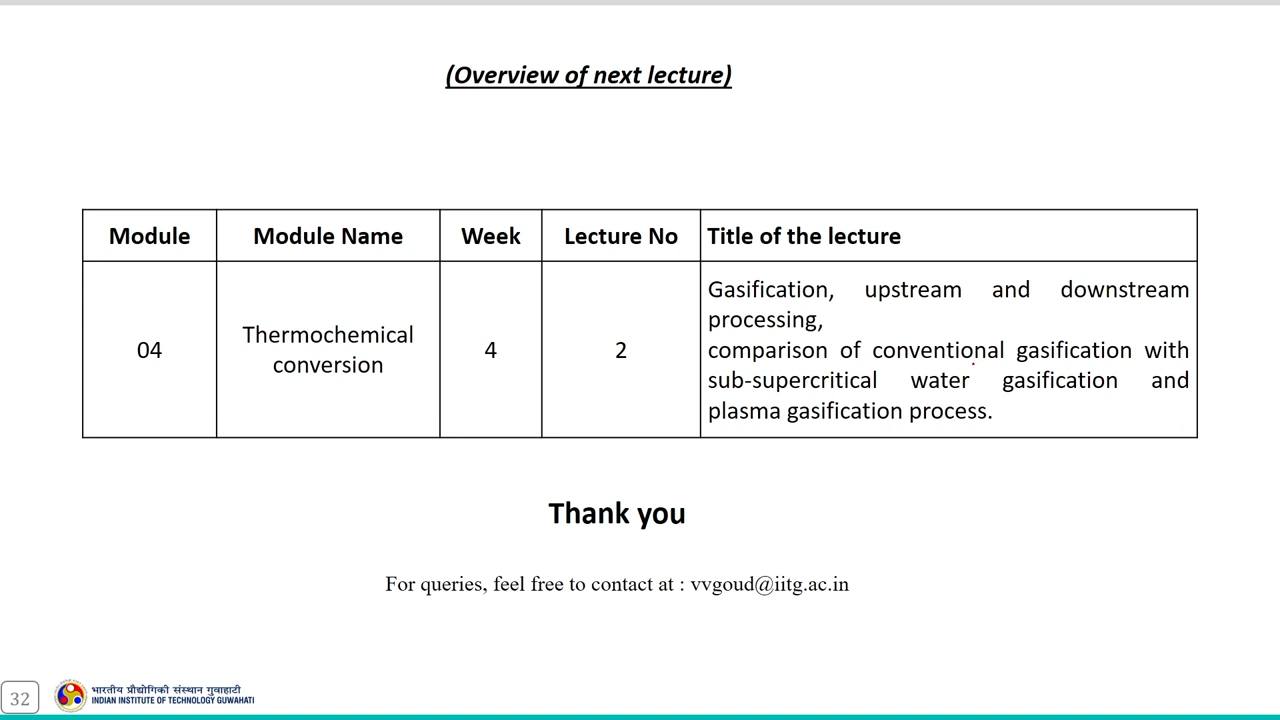 (Overview of next lecture)
Module Module Name Week Lecture No Title of the lecture
04 Thermochemical conversion 4 2 Gasification, upstream and downstream
processing,
comparison of conventional gasification with
sub-supercritical water gasification and
plasma gasification process.
Thank you
For queries, feel free to contact at : vvgoud@iitg.ac.in
32
भारतीय प्रौद्योगिकी संस्थान गुवाहाटी
INDIAN INSTITUTE OF TECHNOLOGY GUWAHATI